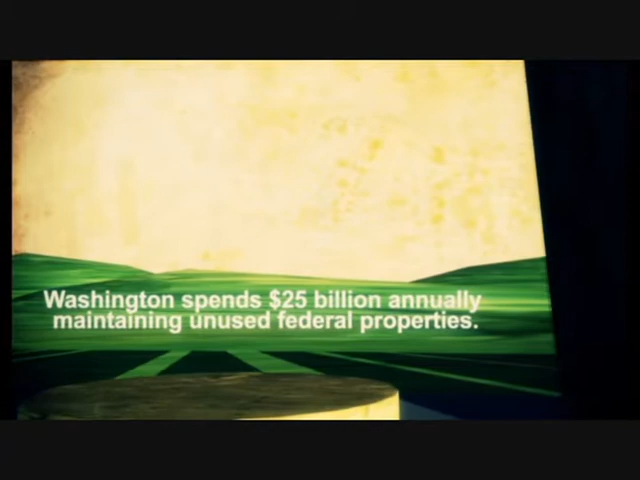 Washington spends $25 billion annually
maintaining unused federal properties.